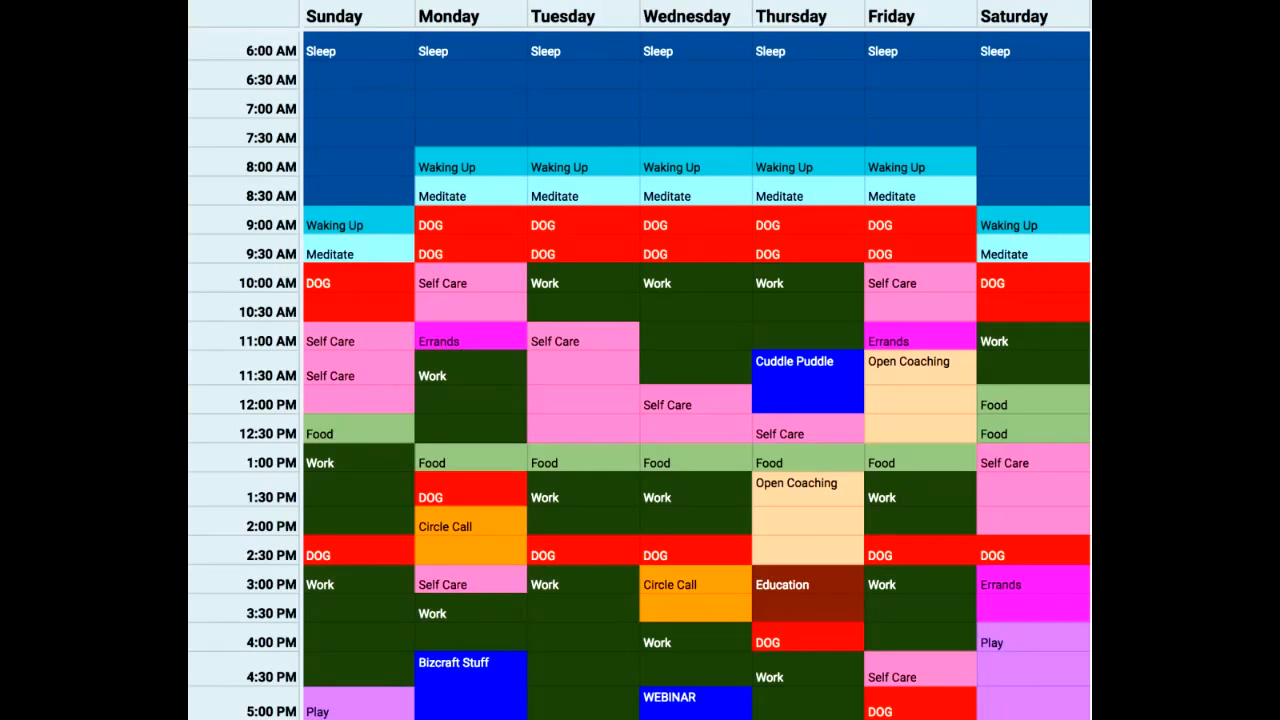 Sunday Monday Tuesday Wednesday Thursday Friday Saturday
6:00 AM Sleep Sleep Sleep Sleep Sleep Sleep Sleep
6:30 AM
7:00 AM
7:30 AM
8:00 AM Waking Up Waking Up Waking Up Waking Up Waking Up
8:30 AM Meditate Meditate Meditate Meditate Meditate
9:00 AM Waking Up DOG DOG DOG DOG DOG Waking Up
9:30 AM Meditate DOG DOG DOG DOG DOG Meditate
10:00 AM DOG Self Care Work Work Work Self Care DOG
10:30 AM
11:00 AM Self Care Errands Self Care Errands Work
Cuddle Puddle Open Coaching
11:30 AM Self Care Work
12:00 PM Self Care Food
12:30 PM Food Self Care Food
1:00 PM Work Food Food Food Food Food Self Care
Open Coaching
1:30 PM DOG Work Work Work
2:00 PM Circle Call
2:30 PM DOG DOG DOG DOG DOG
3:00 PM Work Self Care Work Circle Call Education Work Errands
3:30 PM Work
4:00 PM Work DOG Play
Bizcraft Stuff
4:30 PM Work Self Care
WEBINAR
5:00 PM Play DOG